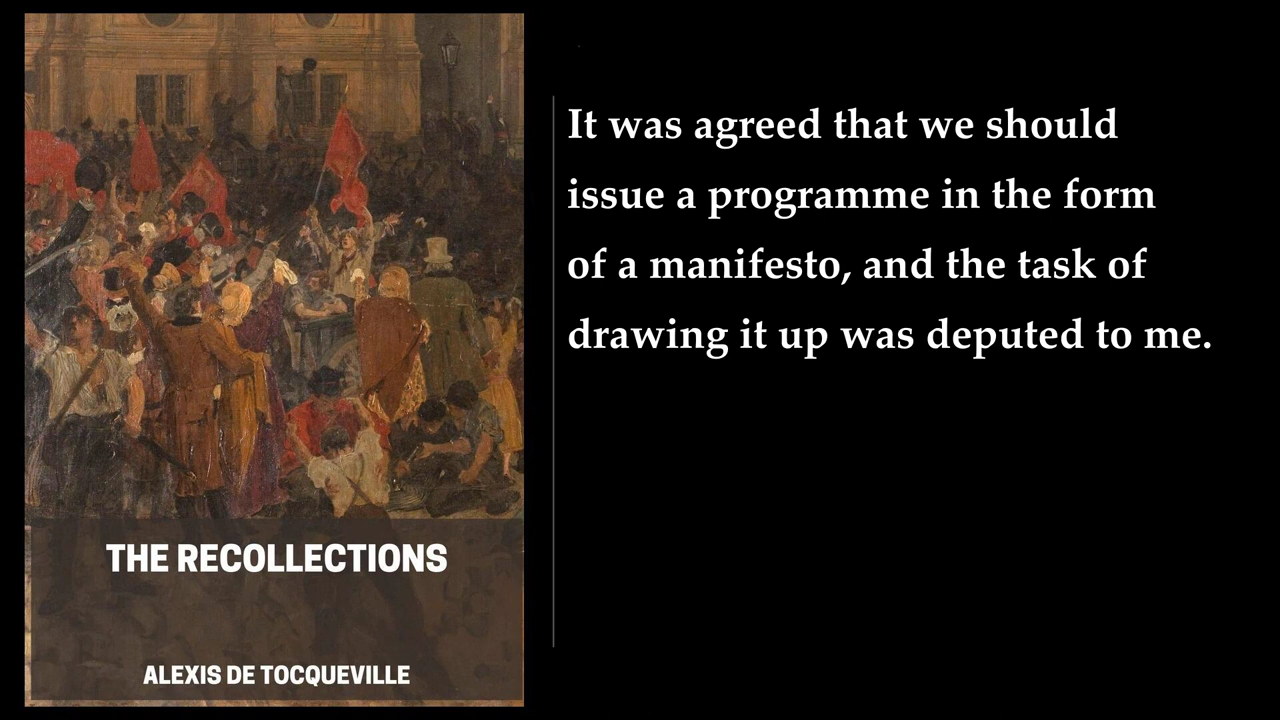 It was agreed that we should
issue a programme in the form
of a manifesto, and the task of
drawing it up was deputed to me.
THE RECOLLECTIONS
ALEXIS DE TOCQUEVILLE